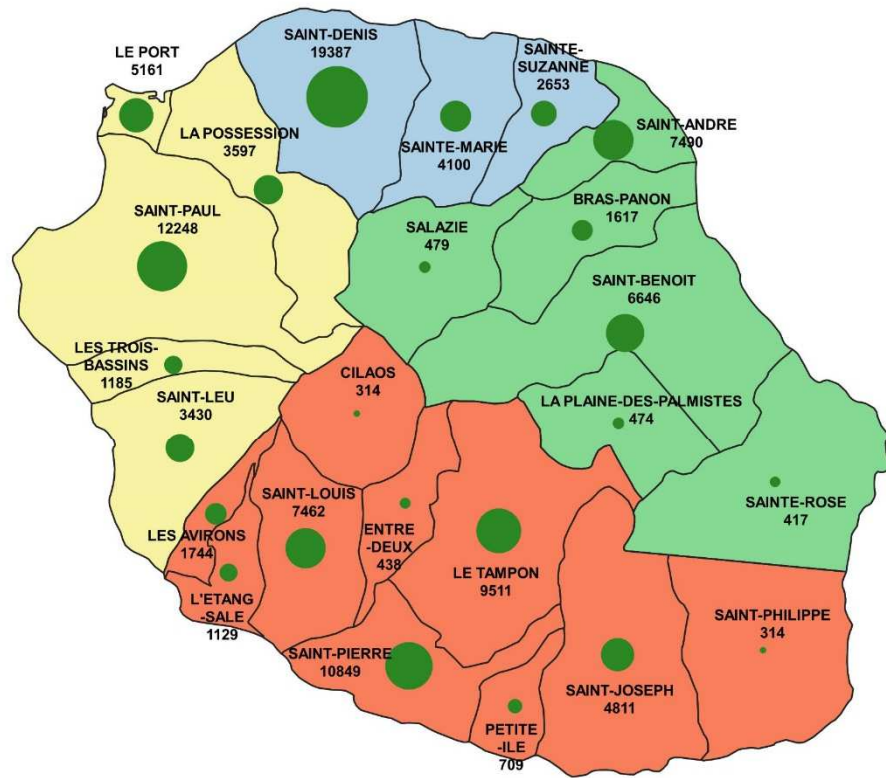 SAINT-DENIS
19387
LE PORT
5161
SAINTE-
SUZANNE
2653
LA POSSESSION
3597
SAINTE-MARIE
4100
SAINT-ANDRE
7490
SAINT-PAUL
12248
SALAZIE
479
BRAS-PANON
1617
SAINT-BENOIT
6646
LES TROIS-
BASSINS
1185
CILAOS
314
SAINT-LEU
3430
LA PLAINE-DES-PALMISTES
474
SAINT-LOUIS
7462
SAINTE-ROSE
417
LES AVIRONS
1744
ENTRE
-DEUX
438
LE TAMPON
9511
L'ETANG
-SALE
1129
SAINT-PHILIPPE
314
SAINT-PIERRE
10849
SAINT-JOSEPH
4811
PETITE
-ILE
709